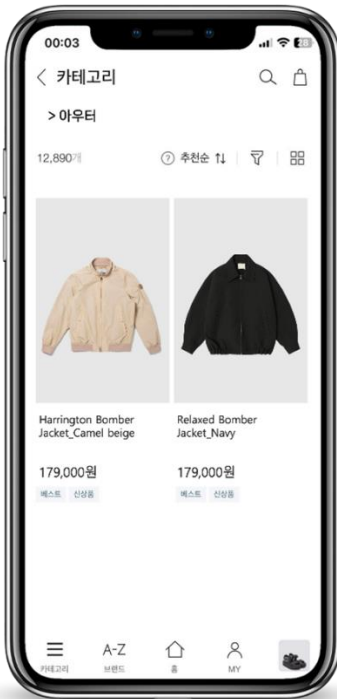 00:03
28
카테고리
> 아우터
12,890개
? 추천순
Harrington Bomber
Jacket_Camel beige
179,000원
베스트 신상품
Relaxed Bomber
Jacket_Navy
179,000원
베스트 신상품
카테고리
A-Z
브랜드
홈
MY